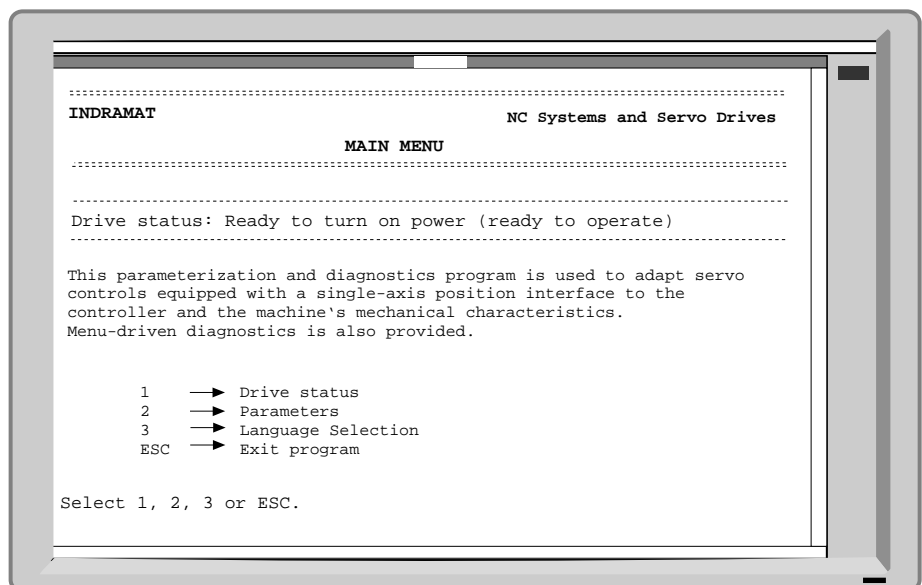 INDRAMAT NC Systems and Servo Drives
MAIN MENU
Drive status: Ready to turn on power (ready to operate)
This parameterization and diagnostics program is used to adapt servo
controls equipped with a single-axis position interface to the
controller and the machine‘s mechanical characteristics.
Menu-driven diagnostics is also provided.
1 Drive status
2 Parameters
3 Language Selection
ESC Exit program
Select 1, 2, 3 or ESC.